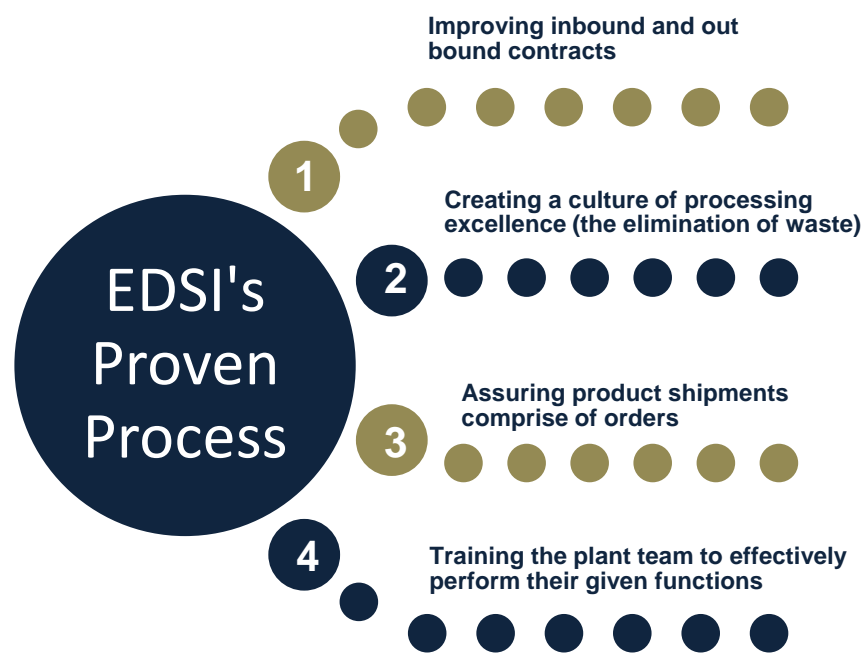 EDSI's
Proven
Process
1
Improving inbound and out
bound contracts
2
Creating a culture of processing
excellence (the elimination of waste)
3
Assuring product shipments
comprise of orders
4
Training the plant team to effectively
perform their given functions